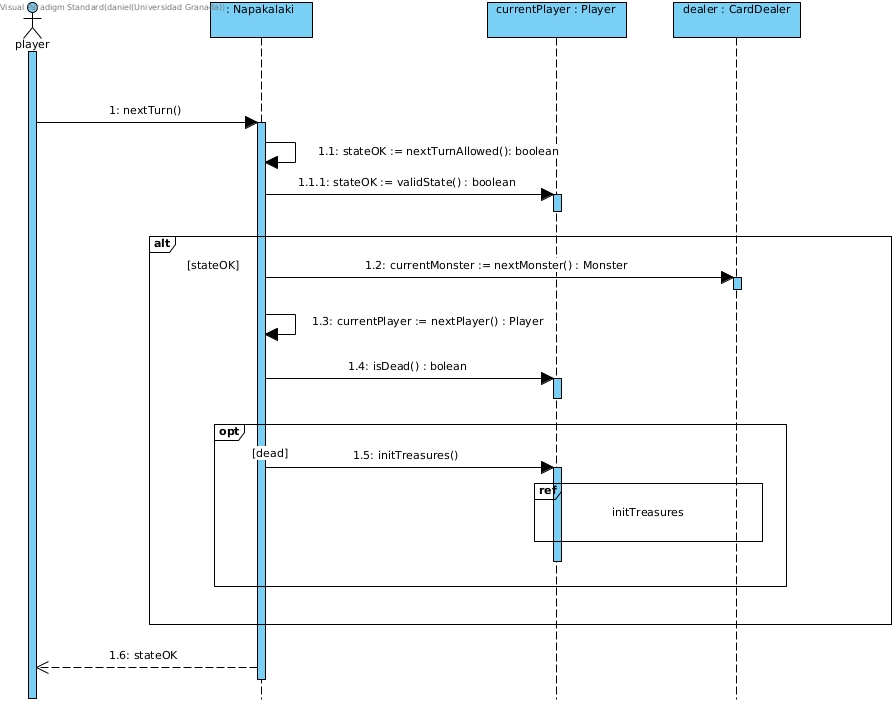 Visual Paradigm Standard(daniel(Universidad Granada))
: Napakalaki
currentPlayer : Player
dealer : CardDealer
player
1: nextTurn()
1.1: stateOK := nextTurnAllowed(): boolean
1.1.1: stateOK := validState() : boolean
alt
[stateOK]
1.2: currentMonster := nextMonster() : Monster
1.3: currentPlayer := nextPlayer() : Player
1.4: isDead() : bolean
opt
[dead]
1.5: initTreasures()
ref
initTreasures
1.6: stateOK